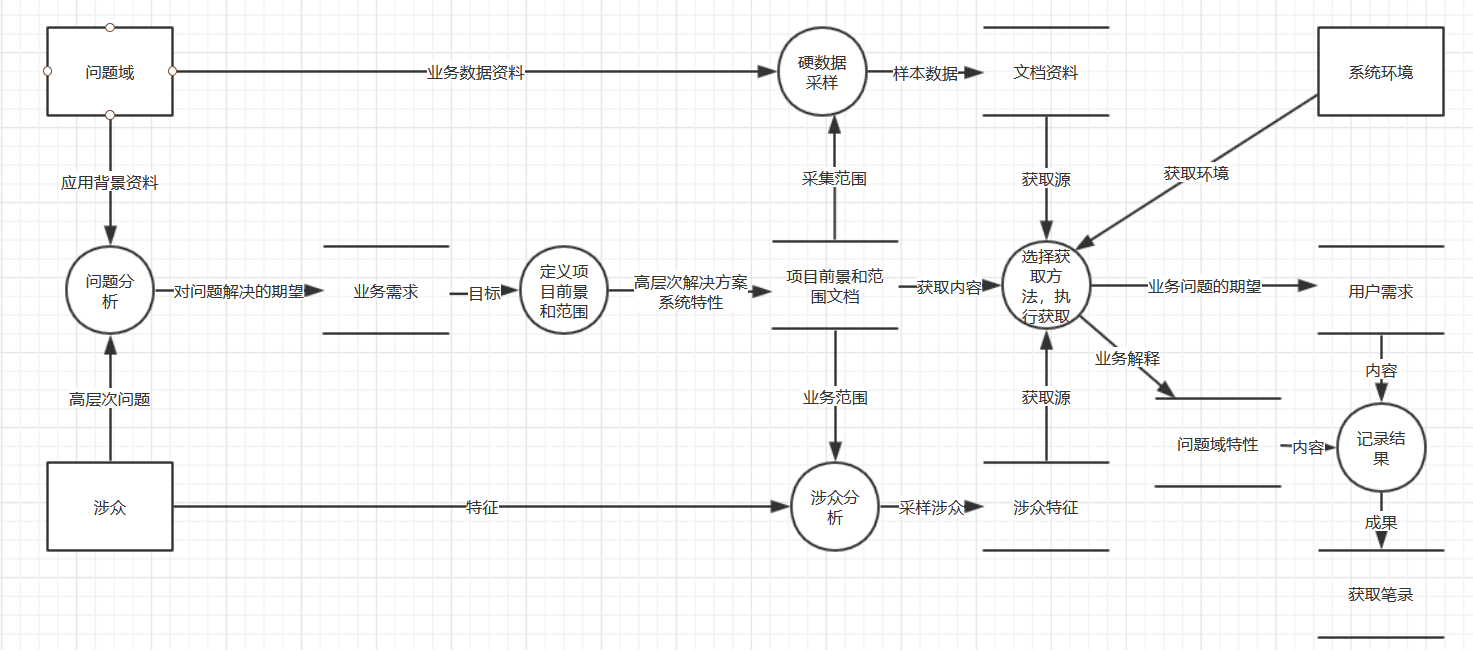 问题域
业务数据资料
硬数据
采样
样本数据
文档资料
系统环境
应用背景资料
采集范围
获取源
获取环境
问题分
析
对问题解决的期望
业务需求
目标
定义项
目前景
和范围
高层次解决方案
系统特性
项目前景和范
围文档
获取内容
选择获
取方
法，执
行获取
业务问题的期望
用户需求
高层次问题
业务范围
获取源
业务解释
内容
问题域特性
内容
记录结
果
涉众
特征
涉众分
析
采样涉众
涉众特征
成果
获取笔录